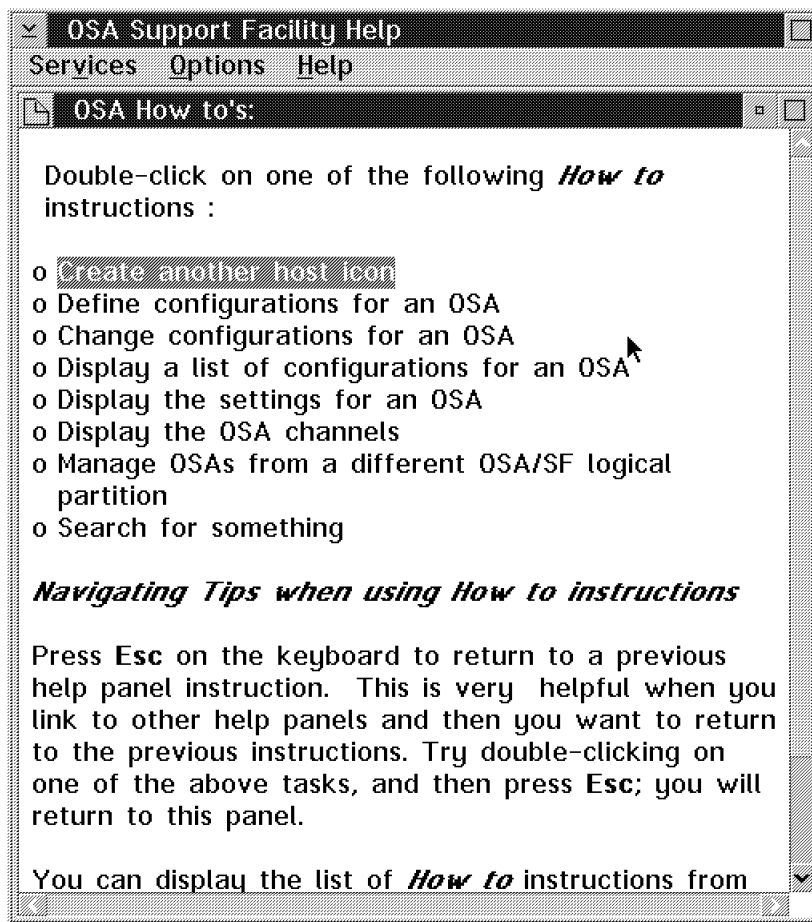 OSA Support Facility Help
Services Options Help
OSA How to's:
Double-click on one of the following How to
instructions :
o Create another host icon
o Define configurations for an OSA
o Change configurations for an OSA
o Display a list of configurations for an OSA
o Display the settings for an OSA
o Display the OSA channels
o Manage OSAs from a different OSA/SF logical
partition
o Search for something
Navigating Tips when using How to instructions
Press Esc on the keyboard to return to a previous
help panel instruction. This is very helpful when you
link to other help panels and then you want to return
to the previous instructions. Try double-clicking on
one of the above tasks, and then press Esc; you will
return to this panel.
You can display the list of How to instructions from